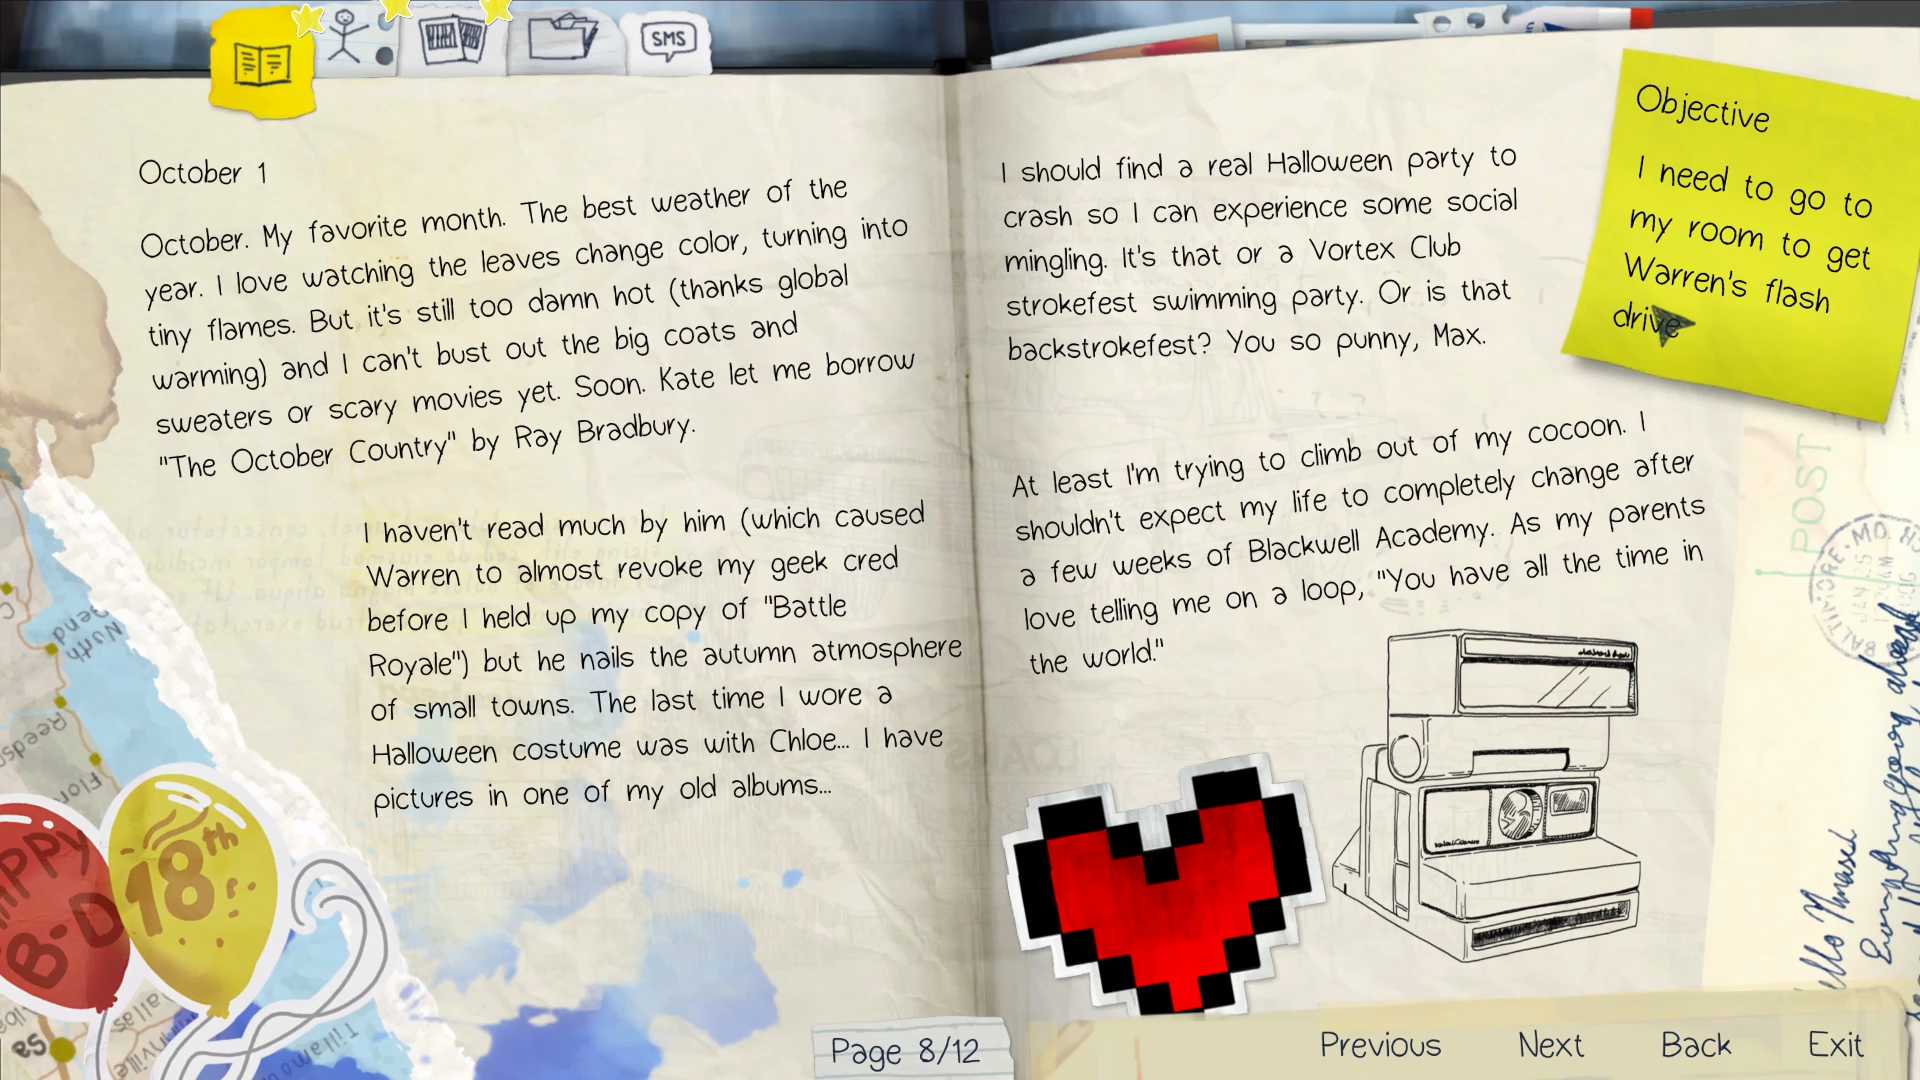 SMS
October 1
October. My favorite month. The best weather of the
year. I love watching the leaves change color, turning into
tiny flames. But it's still too damn hot (thanks global
warming) and I can't bust out the big coats and
sweaters or scary movies yet. Soon. Kate let me borrow
"The October Country" by Ray Bradbury.
I haven't read much by him (which caused
Warren to almost revoke my geek cred
before I held up my copy of "Battle
Royale") but he nails the autumn atmosphere
of small towns. The last time I wore a
Halloween costume was with Chloe... I have
pictures in one of my old albums...
I should find a real Halloween party to
crash so I can experience some social
mingling. It's that or a Vortex Club
strokefest swimming party. Or is that
backstrokefest? You so punny, Max.
At least I'm trying to climb out of my cocoon. I
shouldn't expect my life to completely change after
a few weeks of Blackwell Academy. As my parents
love telling me on a loop, "You have all the time in
the world."
Objective
I need to go to
my room to get
Warren's flash
drive
POST
North
Bend
B-D
18th
Page 8/12
Previous
Next
Back
Exit